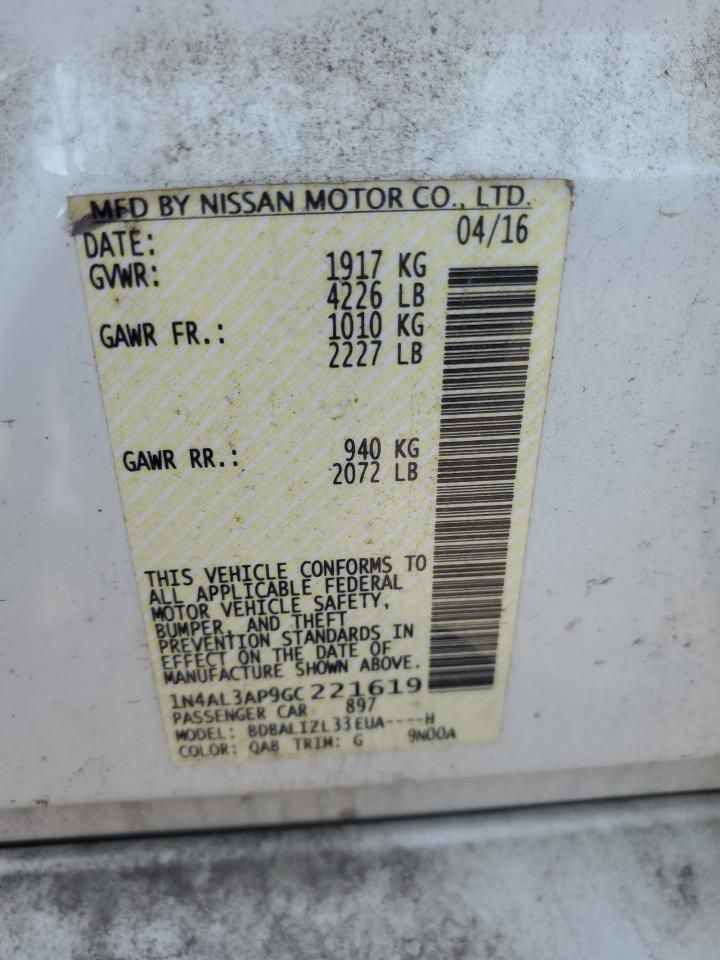 MFD BY NISSAN MOTOR CO., LTD.
DATE: 04/16
GVWR: 1917 KG
4226 LB
GAWR FR.: 1010 KG
2227 LB
GAWR RR.: 940 KG
2072 LB
THIS VEHICLE CONFORMS TO
ALL APPLICABLE FEDERAL
MOTOR VEHICLE SAFETY,
BUMPER, AND THEFT
PREVENTION STANDARDS IN
EFFECT ON THE DATE OF
MANUFACTURE SHOWN ABOVE.
1N4AL3AP9GC221619
PASSENGER CAR 897
MODEL: BDBALIZL33EUA----H
COLOR: QAB TRIM: G 9N00A